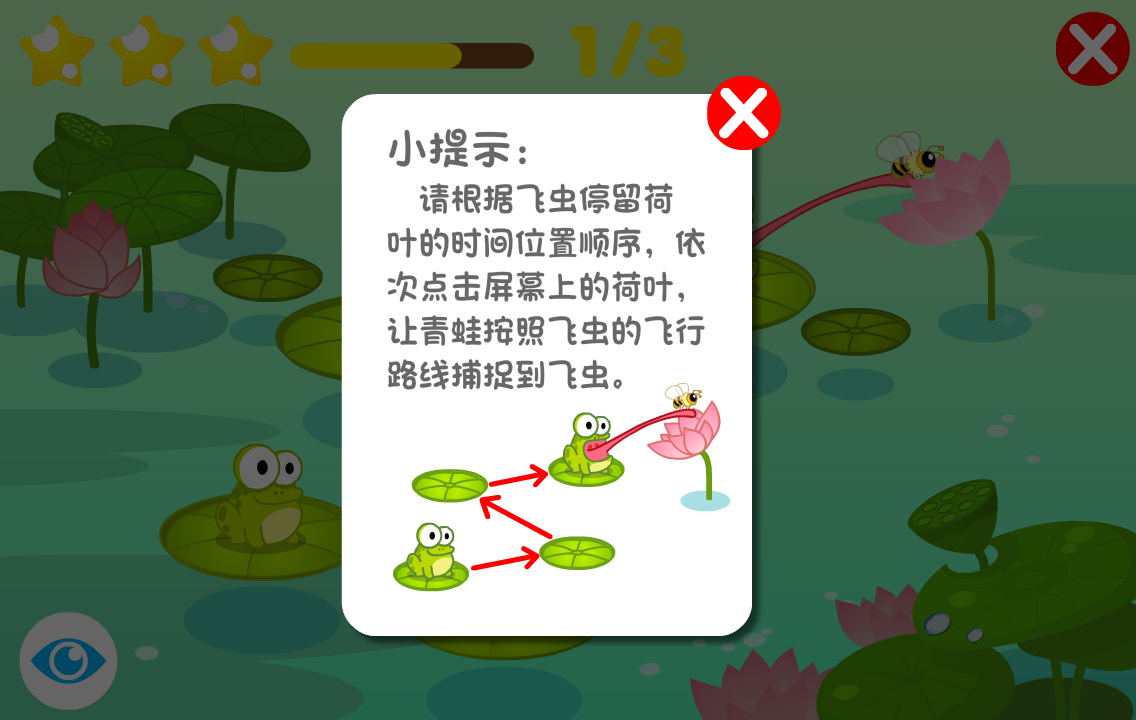 1/3
小提示：
请根据飞虫停留荷
叶的时间位置顺序，依
次点击屏幕上的荷叶，
让青蛙按照飞虫的飞行
路线捕捉到飞虫。